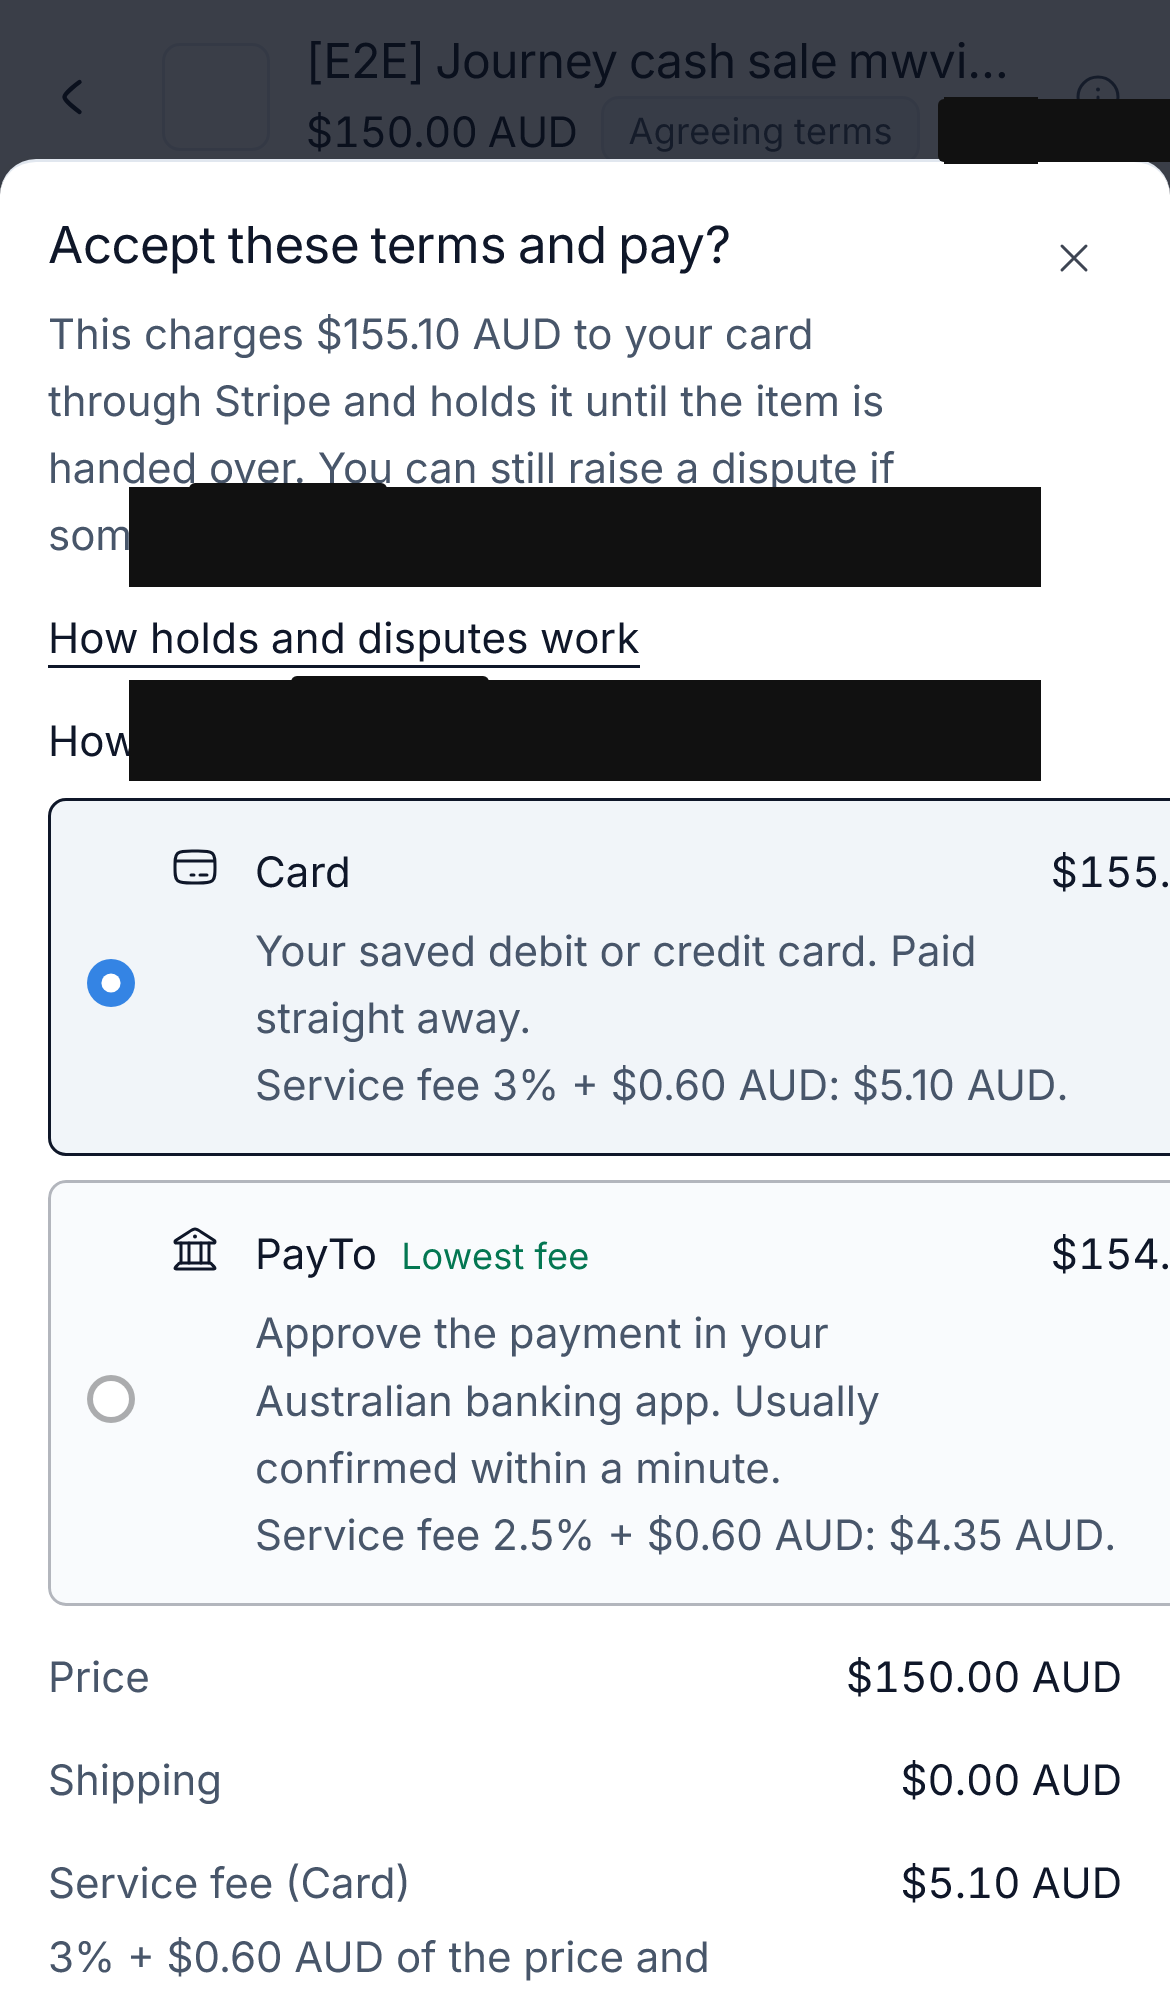 [E2E] Journey cash sale mwvi...
$150.00 AUD Agreeing terms
Accept these terms and pay?
This charges $155.10 AUD to your card
through Stripe and holds it until the item is
handed over. You can still raise a dispute if
som
How holds and disputes work
How
Card $155.
Your saved debit or credit card. Paid
straight away.
Service fee 3% + $0.60 AUD: $5.10 AUD.
PayTo Lowest fee $154.
Approve the payment in your
Australian banking app. Usually
confirmed within a minute.
Service fee 2.5% + $0.60 AUD: $4.35 AUD.
Price $150.00 AUD
Shipping $0.00 AUD
Service fee (Card) $5.10 AUD
3% + $0.60 AUD of the price and